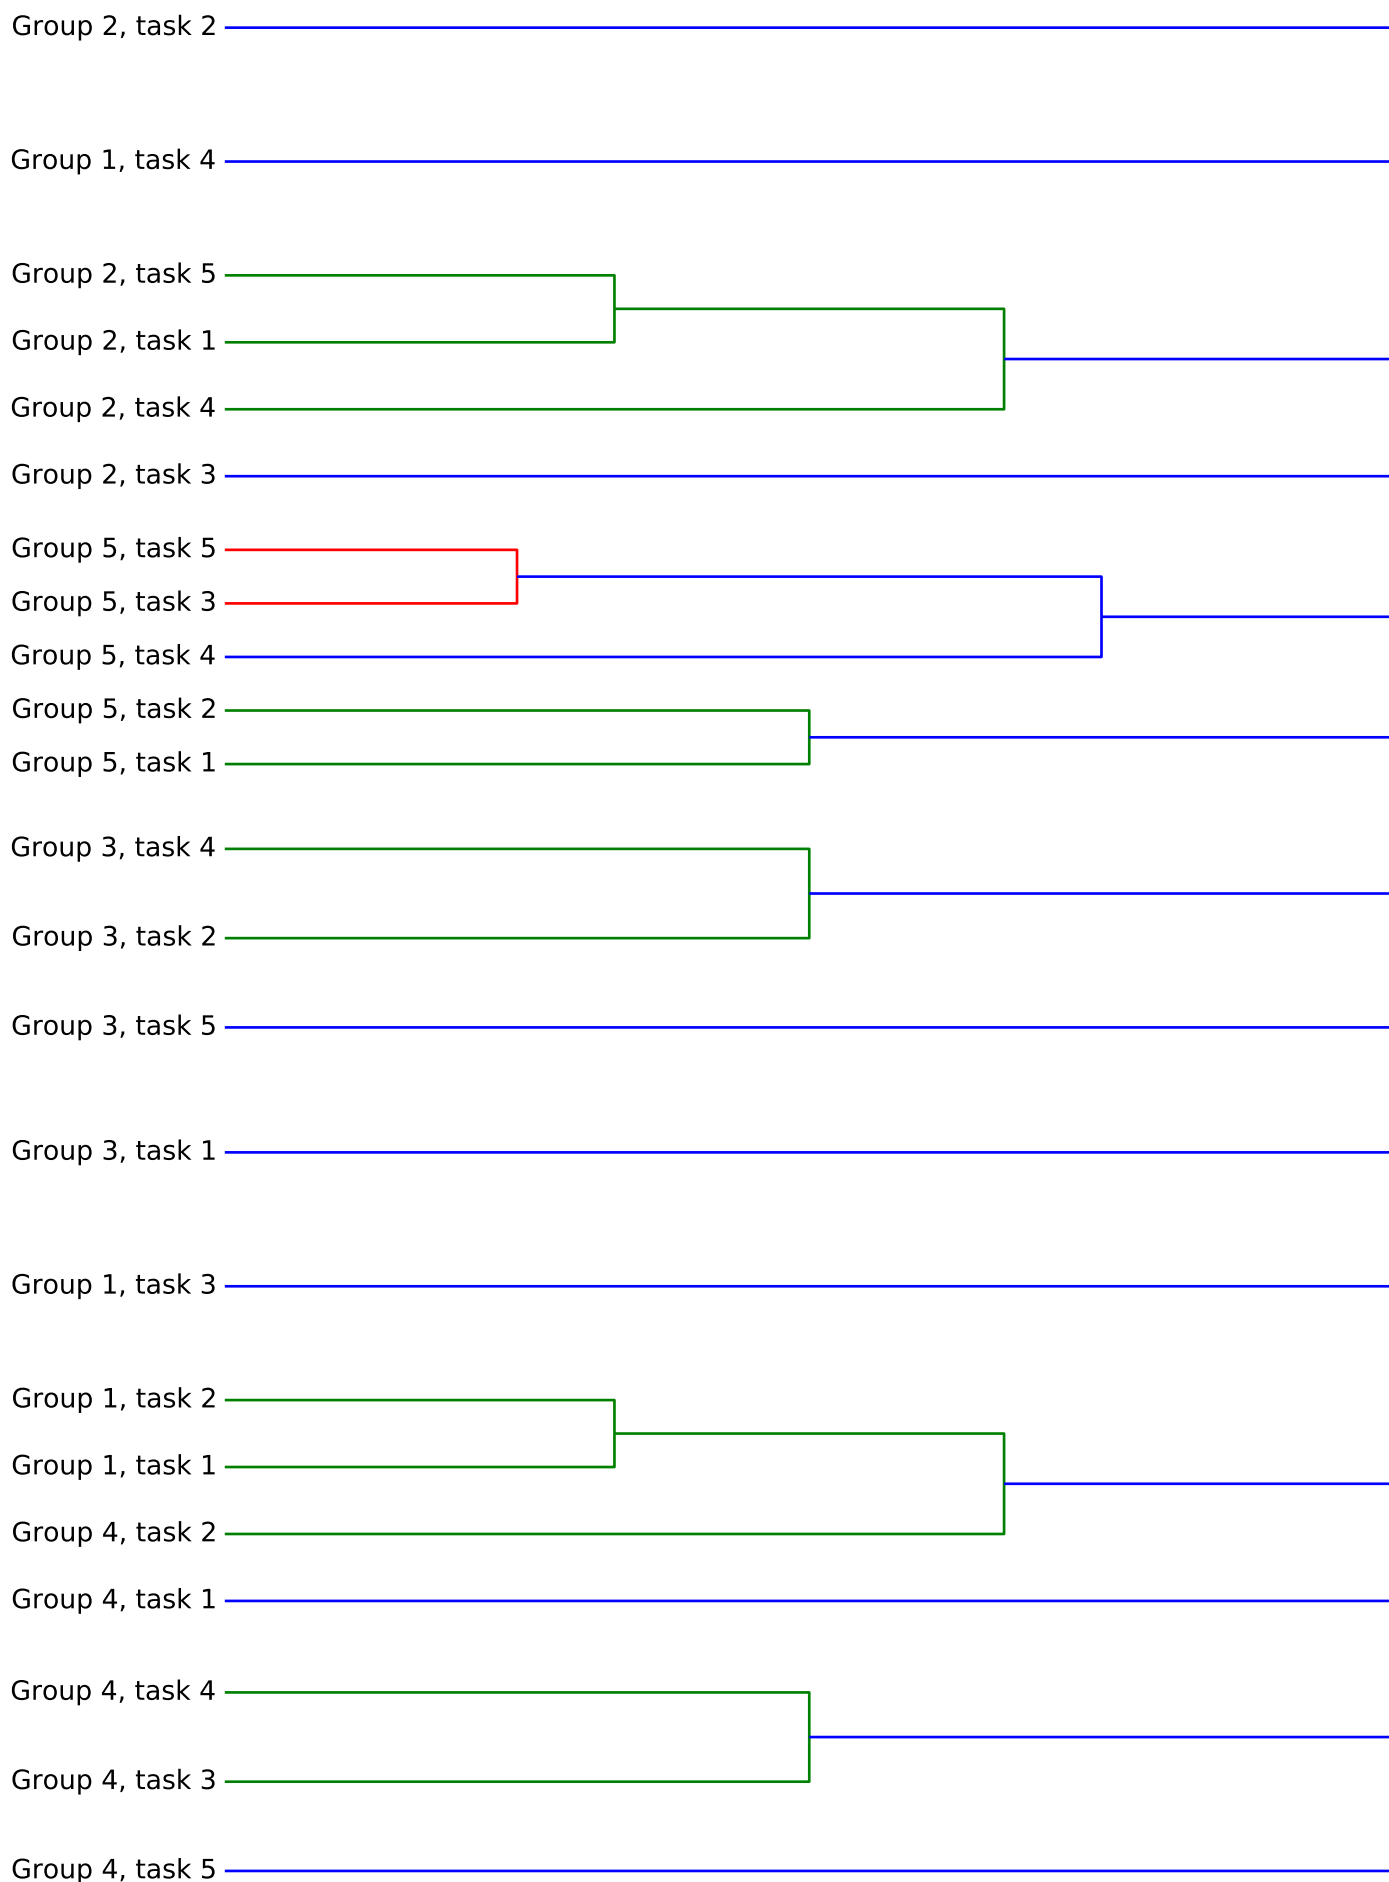 Group 2, task 2
Group 1, task 4
Group 2, task 5
Group 2, task 1
Group 2, task 4
Group 2, task 3
Group 5, task 5
Group 5, task 3
Group 5, task 4
Group 5, task 2
Group 5, task 1
Group 3, task 4
Group 3, task 2
Group 3, task 5
Group 3, task 1
Group 1, task 3
Group 1, task 2
Group 1, task 1
Group 4, task 2
Group 4, task 1
Group 4, task 4
Group 4, task 3
Group 4, task 5